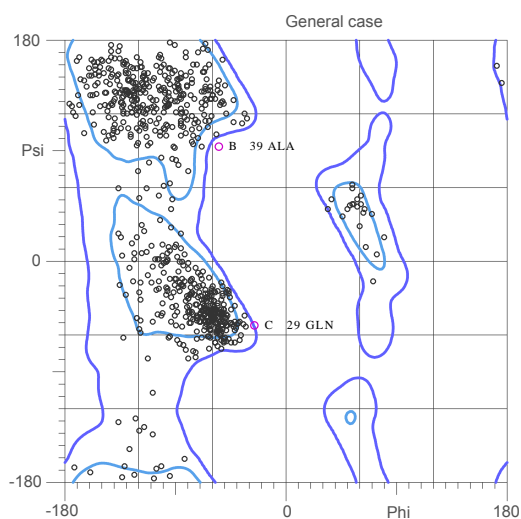 General case
180
Psi
B 39 ALA
0
C 29 GLN
-180
-180 0 Phi 180